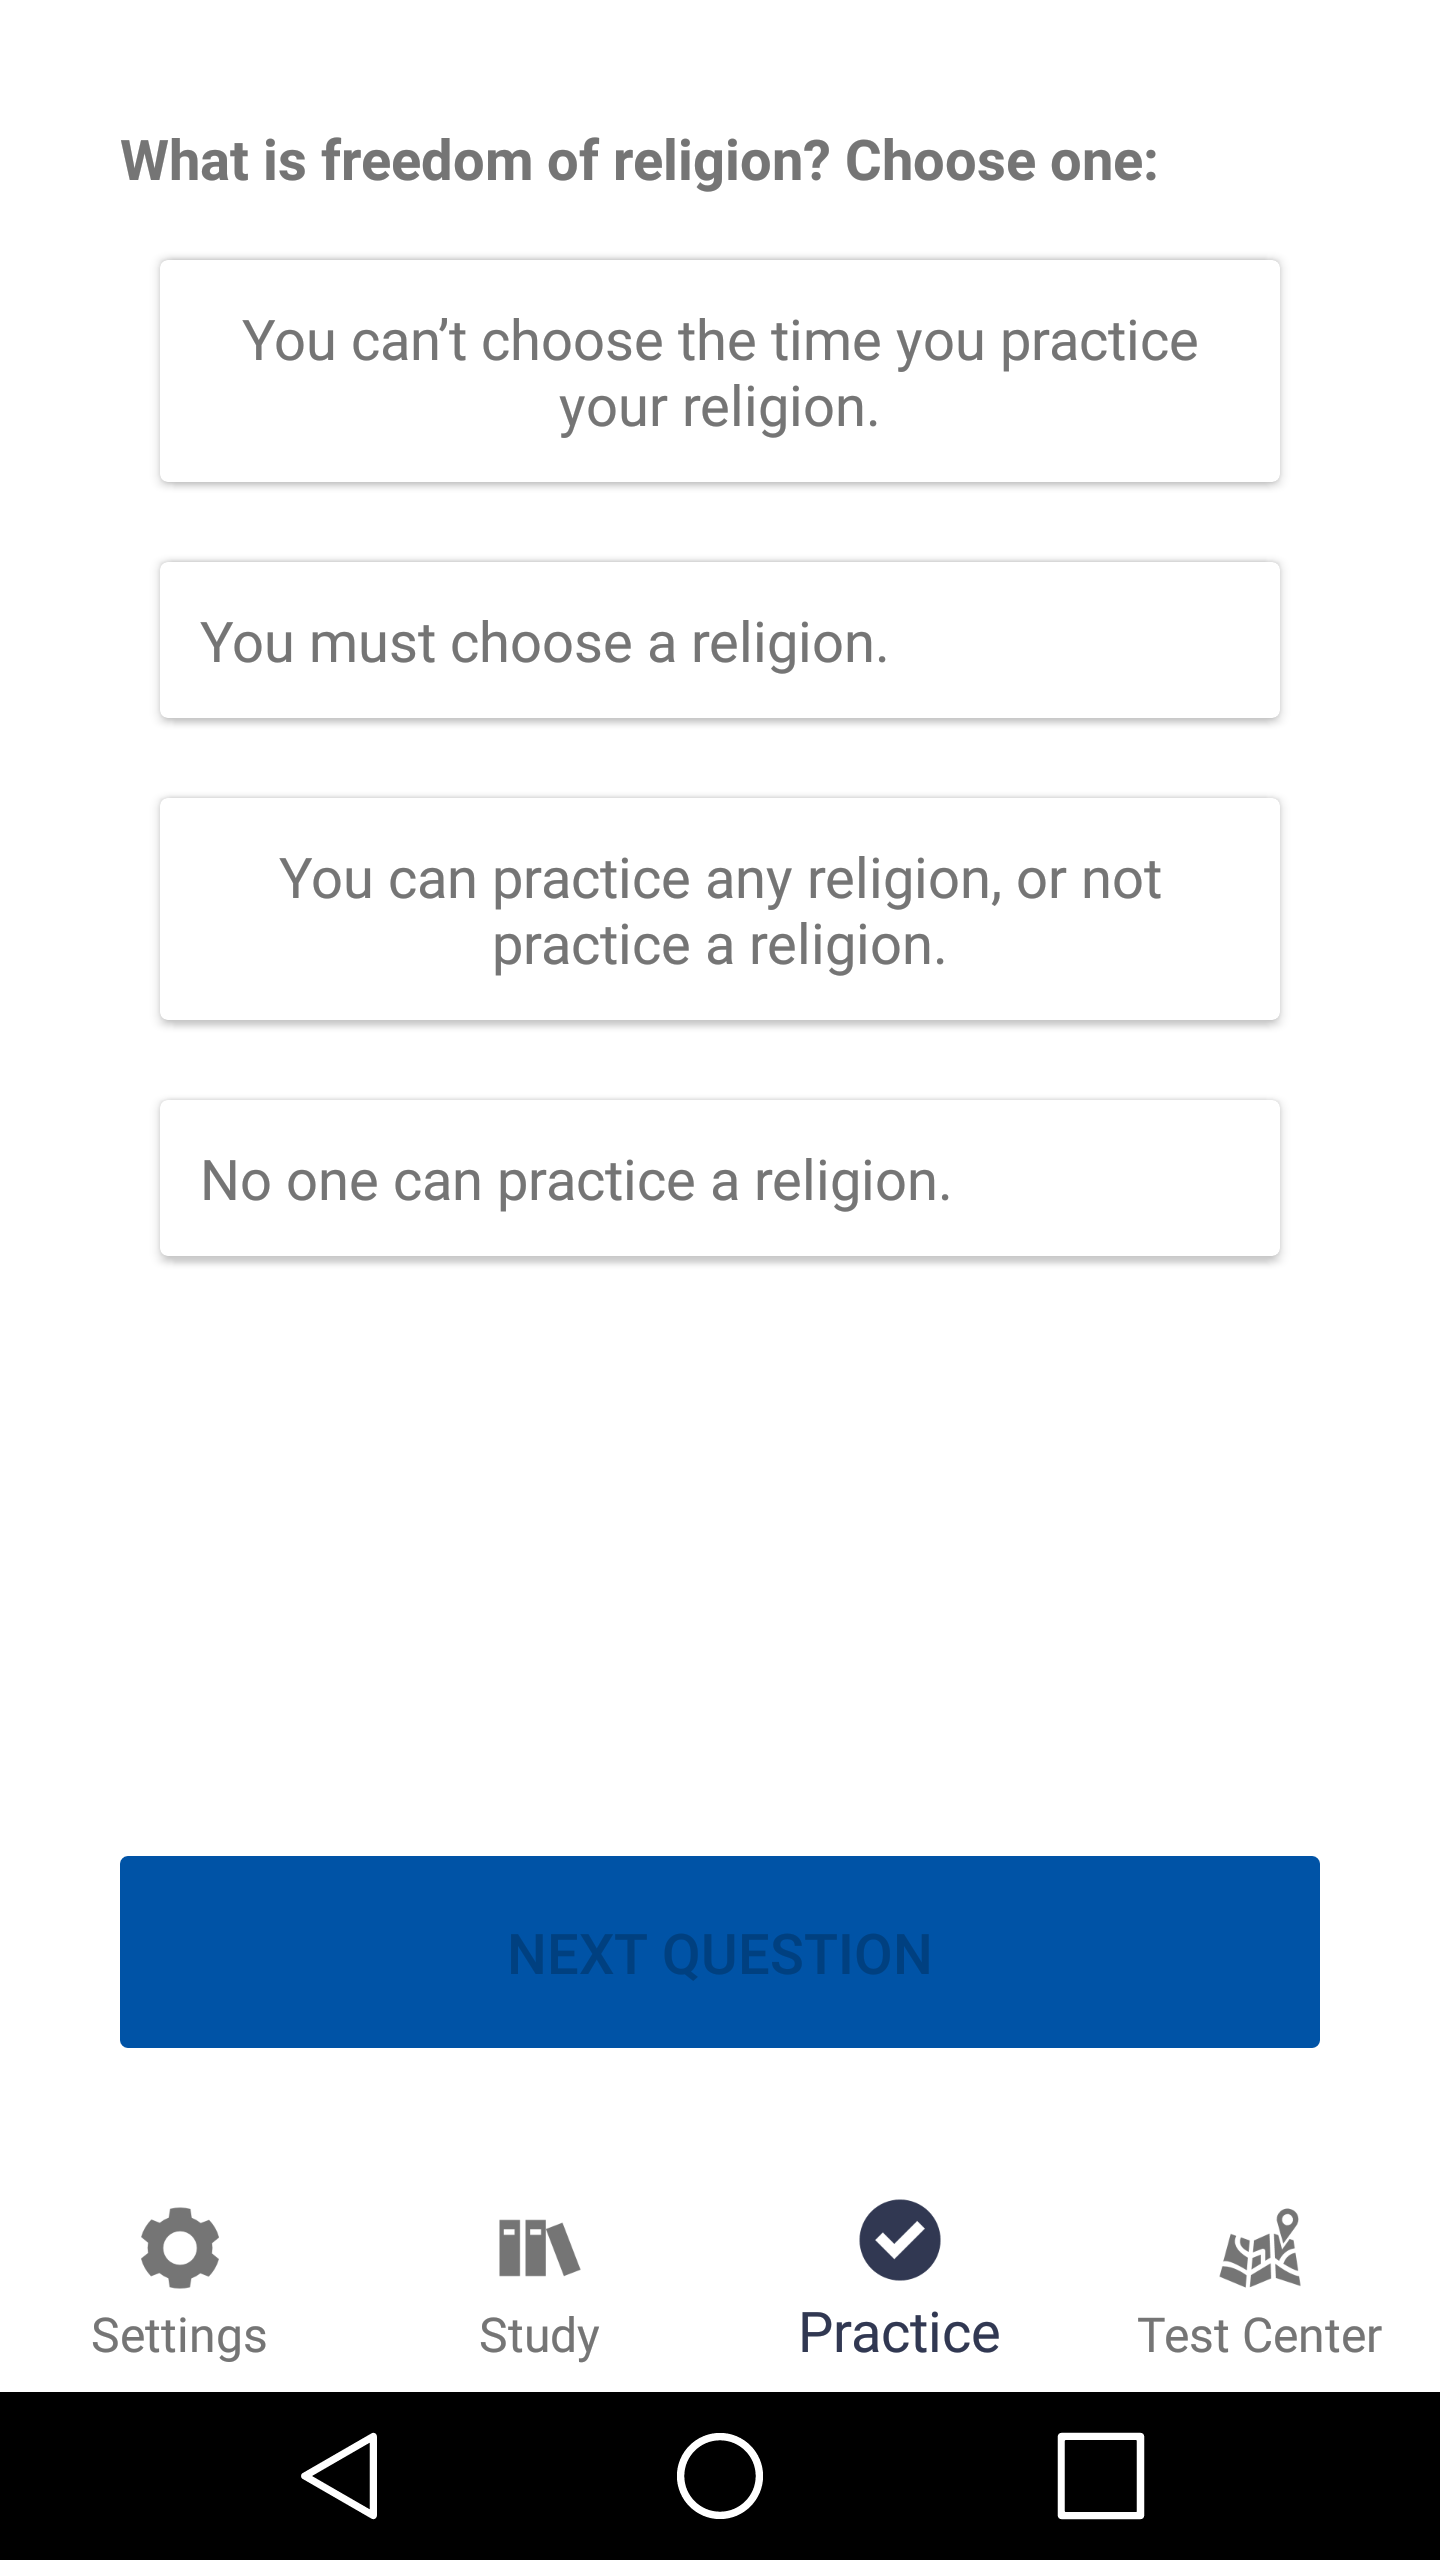 What is freedom of religion? Choose one:
You can’t choose the time you practice
your religion.
You must choose a religion.
You can practice any religion, or not
practice a religion.
No one can practice a religion.
NEXT QUESTION
Settings
Study
Practice
Test Center